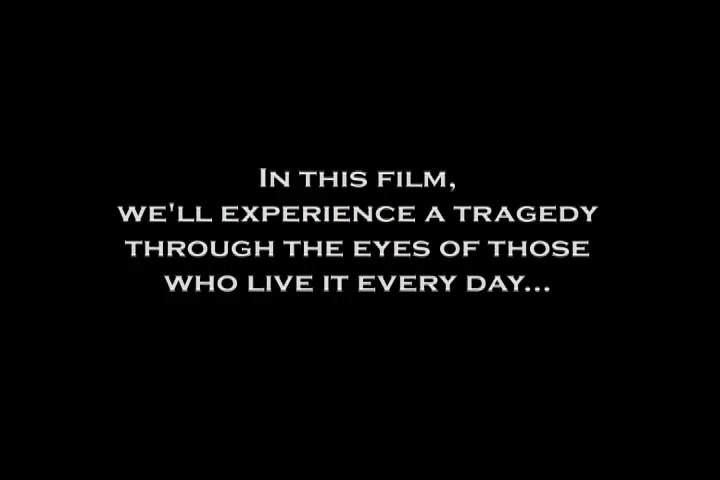 In this film,
we'll experience a tragedy
through the eyes of those
who live it every day...